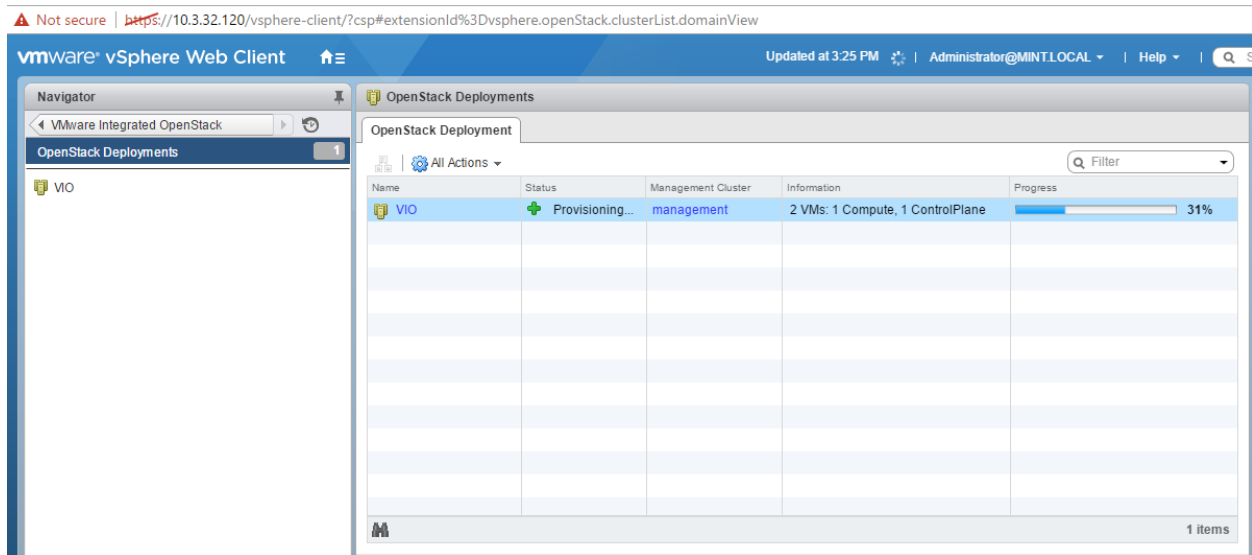 Not secure | https://10.3.32.120/vsphere-client/?csp#extensionId%3Dvsphere.openStack.clusterList.domainView
vmware® vSphere Web Client Updated at 3:25 PM | Administrator@MINT.LOCAL | Help | S
Navigator
VMware Integrated OpenStack
OpenStack Deployments 1
VIO
OpenStack Deployments
OpenStack Deployment
All Actions Filter
Name Status Management Cluster Information Progress
VIO Provisioning... management 2 VMs: 1 Compute, 1 ControlPlane 31%
1 items